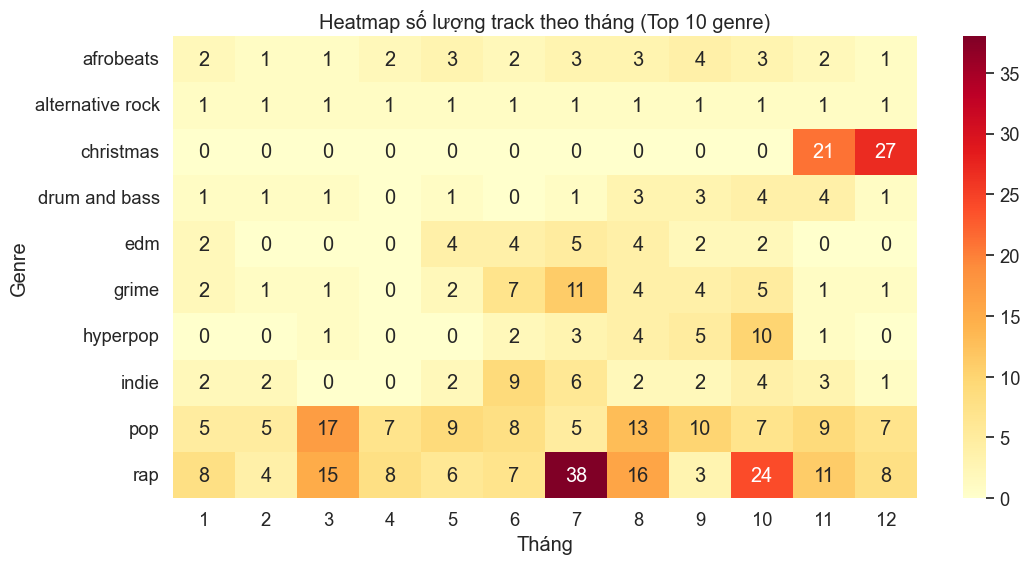 Heatmap số lượng track theo tháng (Top 10 genre)
Genre
afrobeats 2 1 1 2 3 2 3 3 4 3 2 1
alternative rock 1 1 1 1 1 1 1 1 1 1 1 1
christmas 0 0 0 0 0 0 0 0 0 0 21 27
drum and bass 1 1 1 0 1 0 1 3 3 4 4 1
edm 2 0 0 0 4 4 5 4 2 2 0 0
grime 2 1 1 0 2 7 11 4 4 5 1 1
hyperpop 0 0 1 0 0 2 3 4 5 10 1 0
indie 2 2 0 0 2 9 6 2 2 4 3 1
pop 5 5 17 7 9 8 5 13 10 7 9 7
rap 8 4 15 8 6 7 38 16 3 24 11 8
1 2 3 4 5 6 7 8 9 10 11 12
Tháng
35
30
25
20
15
10
5
0